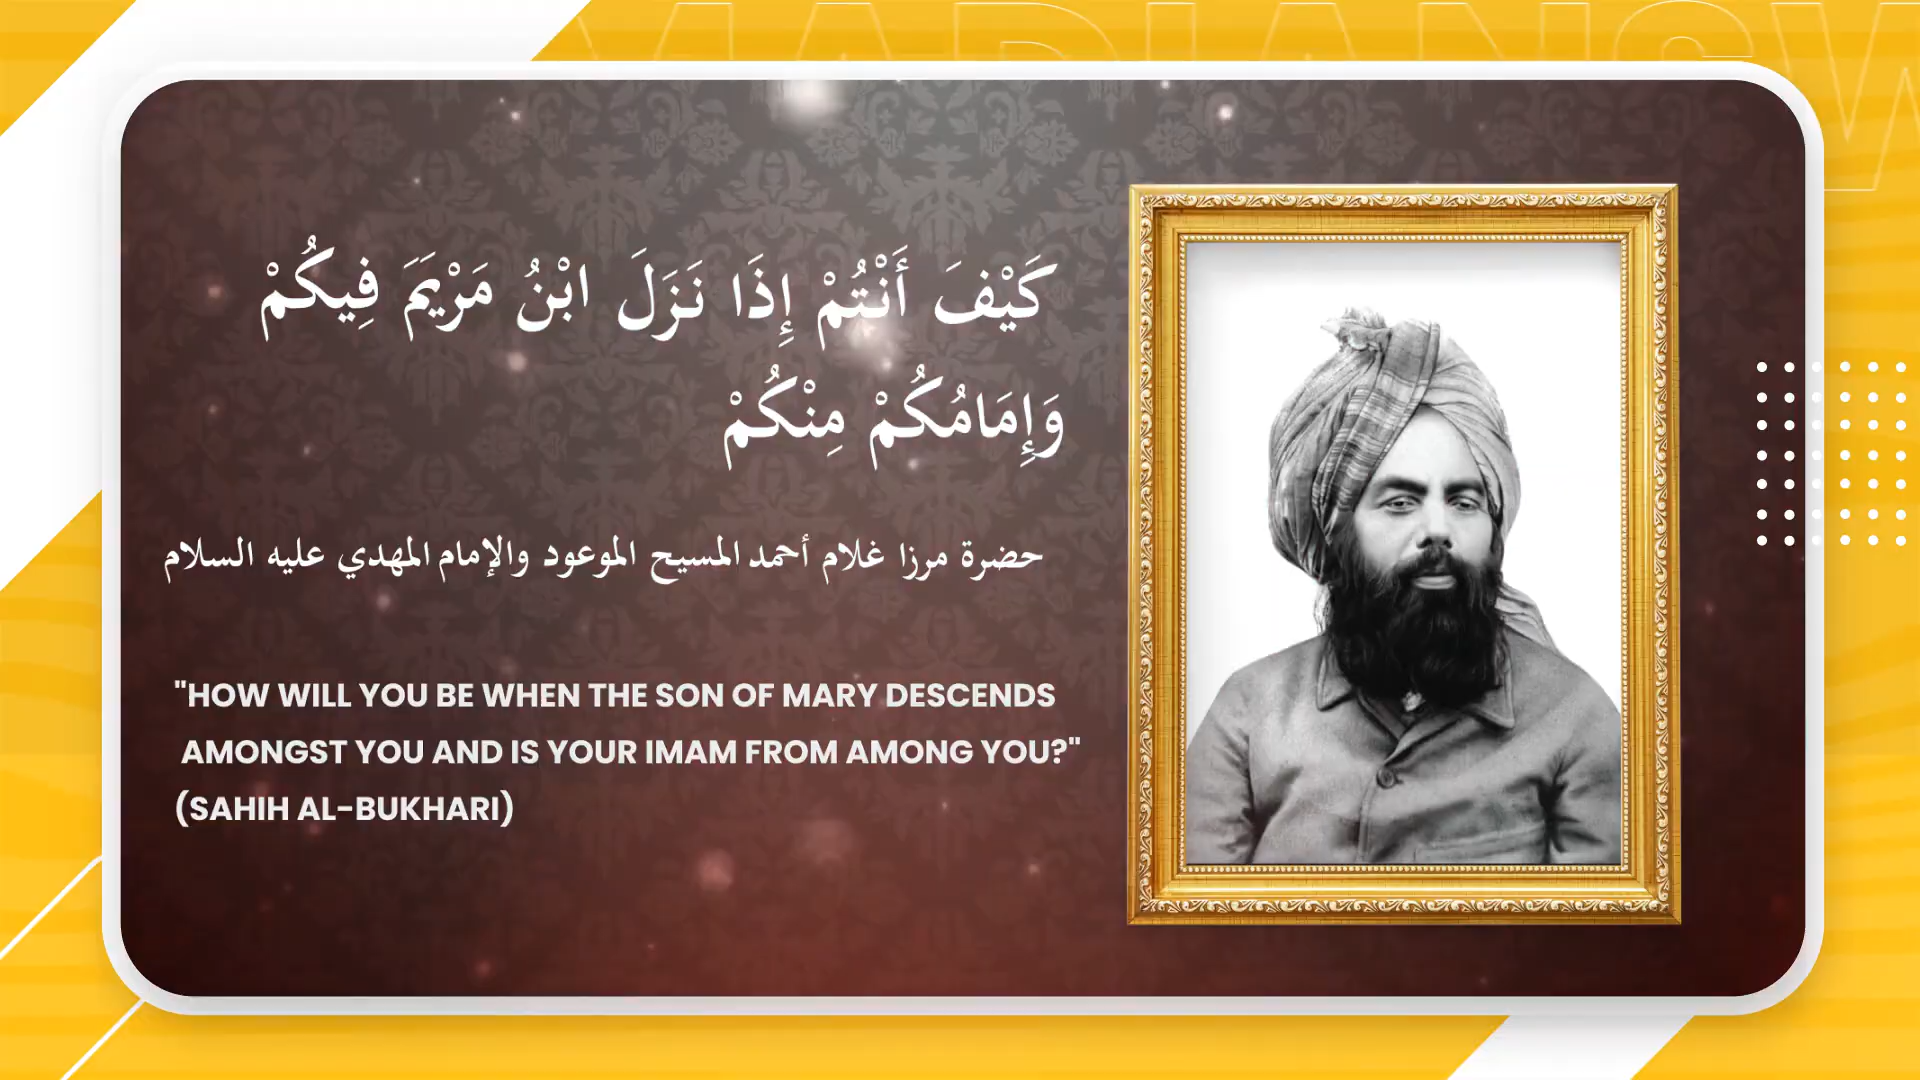 كَيْفَ أَنْتُمْ إِذَا نَزَلَ ابْنُ مَرْيَمَ فِيكُمْ
وَإِمَامُكُمْ مِنْكُمْ
حضرة مرزا غلام أحمد المسيح الموعود والإمام المهدي عليه السلام
"HOW WILL YOU BE WHEN THE SON OF MARY DESCENDS
AMONGST YOU AND IS YOUR IMAM FROM AMONG YOU?"
(SAHIH AL-BUKHARI)